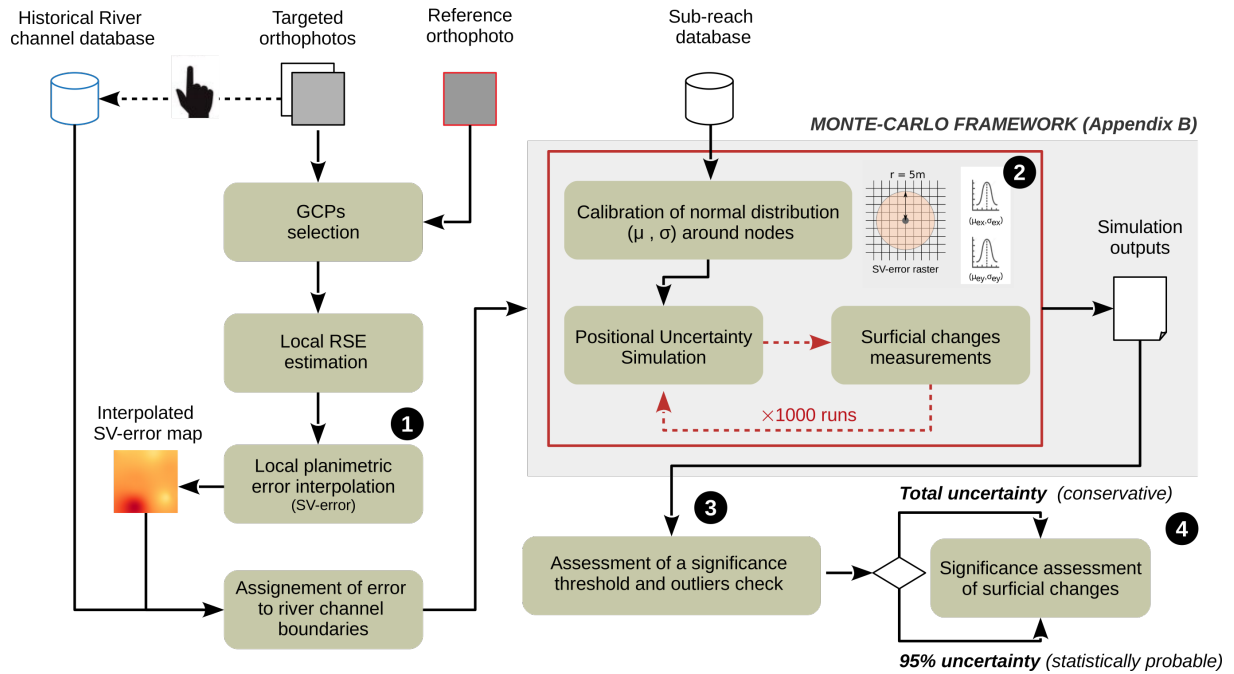 Historical River
channel database
Targeted
orthophotos
Reference
orthophoto
Sub-reach
database
MONTE-CARLO FRAMEWORK (Appendix B)
GCPs
selection
Local RSE
estimation
Interpolated
SV-error map
1
Local planimetric
error interpolation
(SV-error)
Assignement of error
to river channel
boundaries
2
Calibration of normal distribution
(μ , σ) around nodes
r = 5m
SV-error raster
(μex.σex)
(μey.σey)
Positional Uncertainty
Simulation
Surficial changes
measurements
×1000 runs
Simulation
outputs
3
Assessment of a significance
threshold and outliers check
Total uncertainty (conservative)
4
Significance assessment
of surficial changes
95% uncertainty (statistically probable)